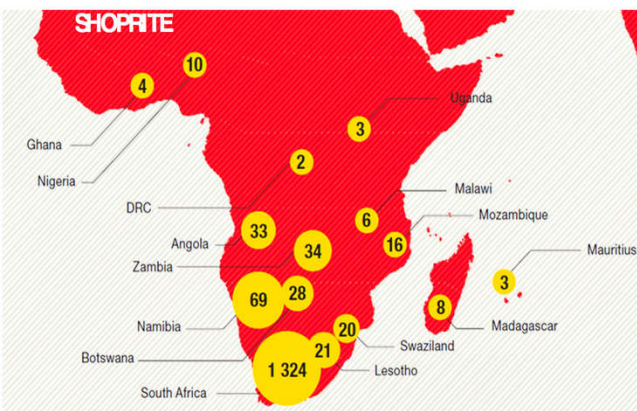 SHOPRITE
4
10
Ghana
Nigeria
3
Uganda
2
DRC
6
Malawi
33
Angola
16
Mozambique
34
Zambia
3
Mauritius
69
Namibia
28
Botswana
8
Madagascar
20
Swaziland
21
Lesotho
1 324
South Africa